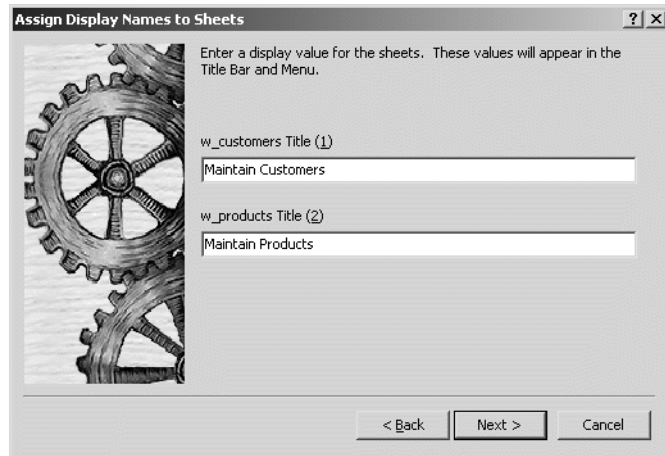 Assign Display Names to Sheets
Enter a display value for the sheets. These values will appear in the
Title Bar and Menu.
w_customers Title (1)
Maintain Customers
w_products Title (2)
Maintain Products
< Back
Next >
Cancel